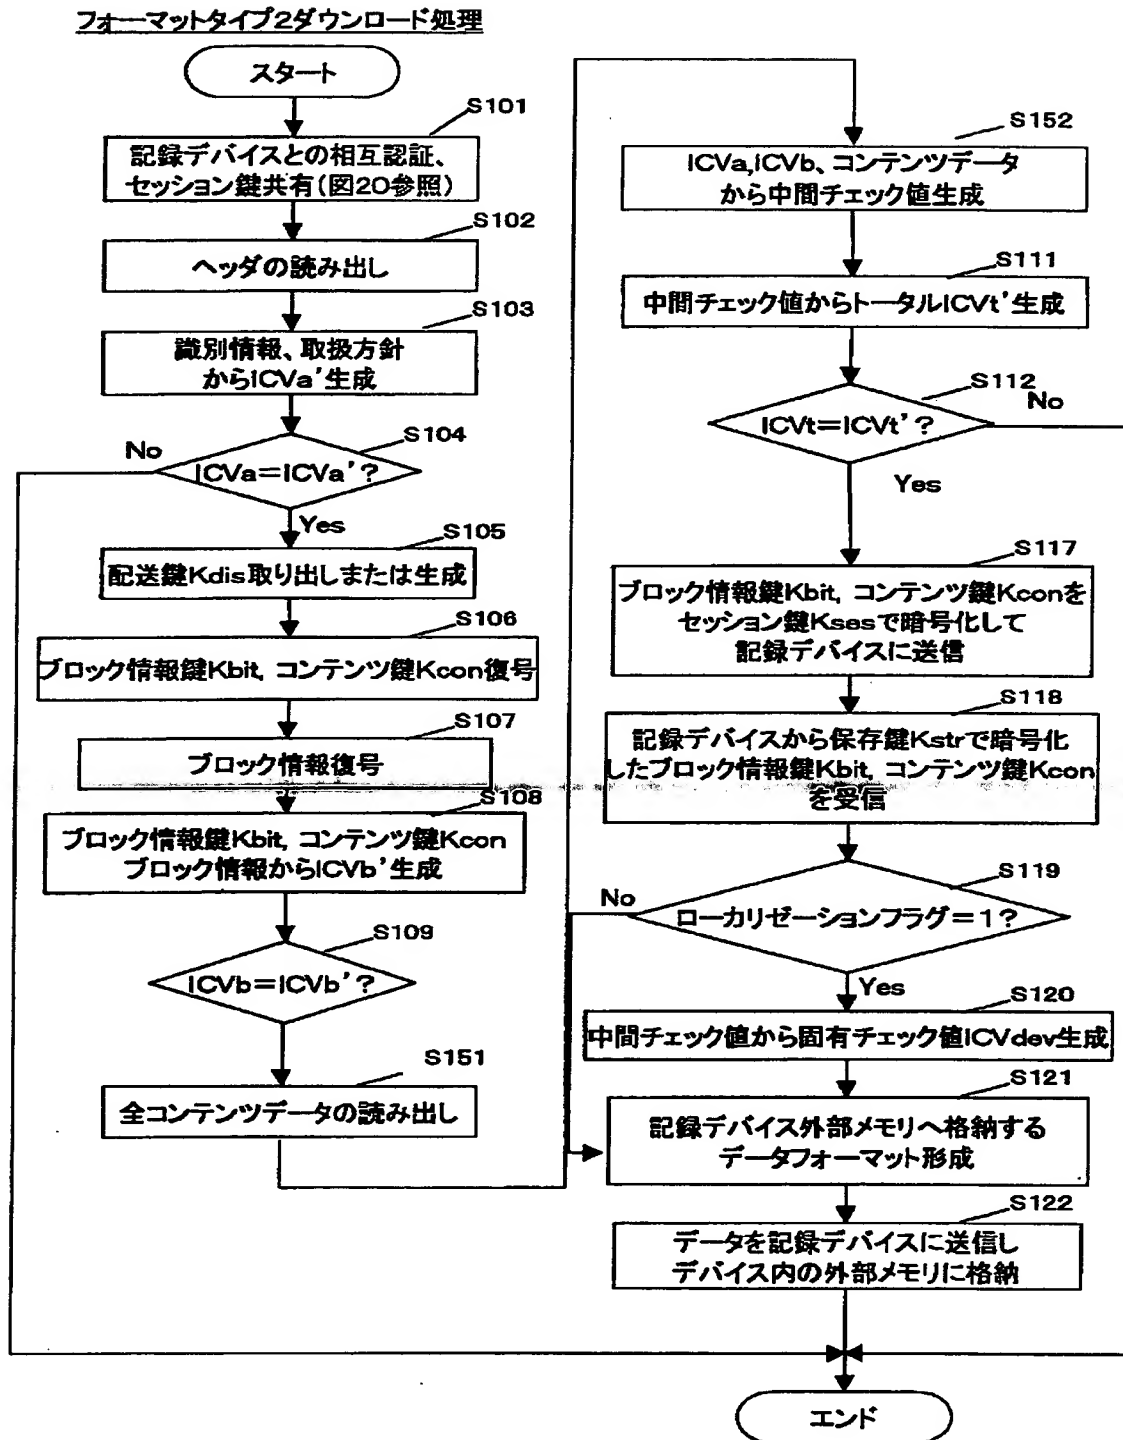 フォーマットタイプ2ダウンロード処理
スタート
S101
記録デバイスとの相互認証、
セッション鍵共有(図20参照)
S102
ヘッダの読み出し
S103
識別情報、取扱方針
からICVa'生成
S104
No
ICVa=ICVa'?
Yes
S105
配送鍵Kdis取り出しまたは生成
S106
ブロック情報鍵Kbit, コンテンツ鍵Kcon復号
S107
ブロック情報復号
S108
ブロック情報鍵Kbit, コンテンツ鍵Kcon
ブロック情報からICVb'生成
S109
ICVb=ICVb'?
S151
全コンテンツデータの読み出し
S152
ICVa,ICVb、コンテンツデータ
から中間チェック値生成
S111
中間チェック値からトータルICVt'生成
S112
No
ICVt=ICVt'?
Yes
S117
ブロック情報鍵Kbit, コンテンツ鍵Kconを
セッション鍵Ksesで暗号化して
記録デバイスに送信
S118
記録デバイスから保存鍵Kstrで暗号化
したブロック情報鍵Kbit, コンテンツ鍵Kcon
を受信
S119
No
ローカリゼーションフラグ=1?
Yes
S120
中間チェック値から固有チェック値ICVdev生成
S121
記録デバイス外部メモリへ格納する
データフォーマット形成
S122
データを記録デバイスに送信し
デバイス内の外部メモリに格納
エンド